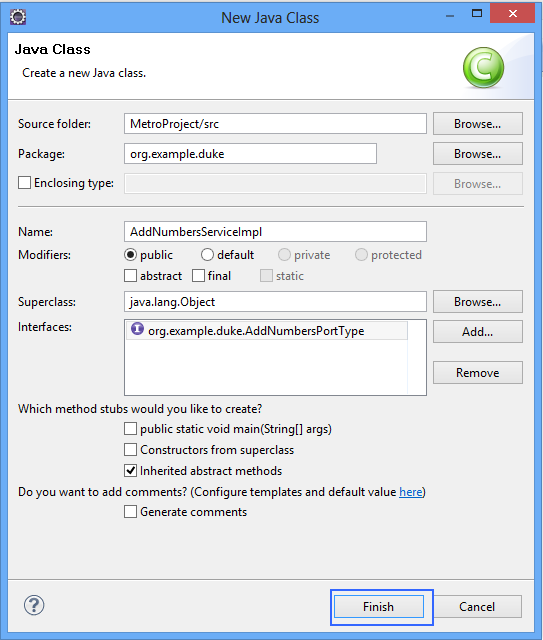 New Java Class
Java Class
Create a new Java class.
C
Source folder: MetroProject/src Browse...
Package: org.example.duke Browse...
Enclosing type: Browse...
Name: AddNumbersServiceImpl
Modifiers: public default private protected
abstract final static
Superclass: java.lang.Object Browse...
Interfaces: I org.example.duke.AddNumbersPortType Add...
Remove
Which method stubs would you like to create?
public static void main(String[] args)
Constructors from superclass
Inherited abstract methods
Do you want to add comments? (Configure templates and default value here)
Generate comments
? Finish Cancel